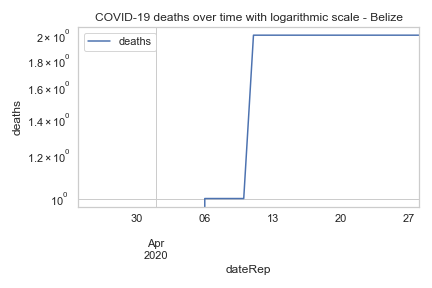 COVID-19 deaths over time with logarithmic scale - Belize
deaths
deaths
2 × 10⁰
1.8 × 10⁰
1.6 × 10⁰
1.4 × 10⁰
1.2 × 10⁰
10⁰
30
06
13
20
27
Apr
2020
dateRep